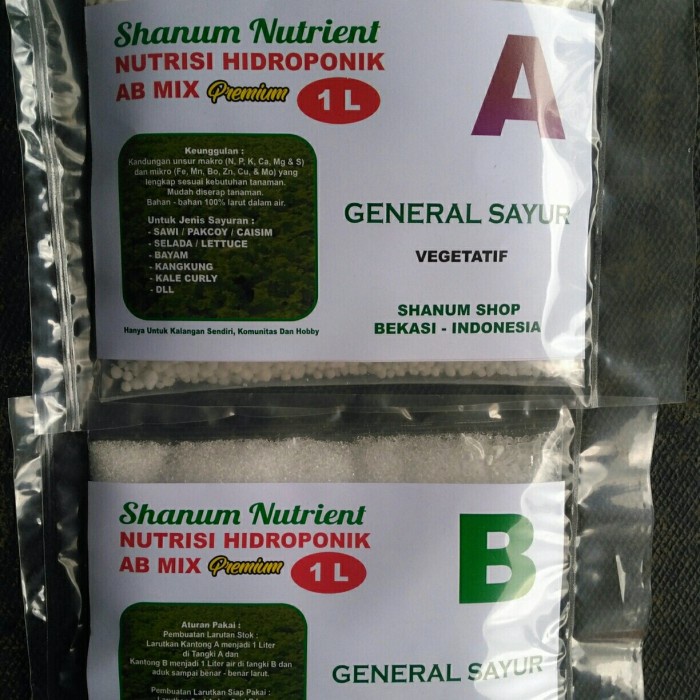 Shanum Nutrient
NUTRISI HIDROPONIK
AB MIX Premium 1 L
A
Keunggulan :
Kandungan unsur makro (N, P, K, Ca, Mg & S)
dan mikro (Fe, Mn, Bo, Zn, Cu, & Mo) yang
lengkap sesuai kebutuhan tanaman.
Mudah diserap tanaman.
Bahan - bahan 100% larut dalam air.
Untuk Jenis Sayuran :
- SAWI / PAKCOY / CAISIM
- SELADA / LETTUCE
- BAYAM
- KANGKUNG
- KALE CURLY
- DLL
Hanya Untuk Kalangan Sendiri, Komunitas Dan Hobby
GENERAL SAYUR
VEGETATIF
SHANUM SHOP
BEKASI - INDONESIA
Shanum Nutrient
NUTRISI HIDROPONIK
AB MIX Premium 1 L
B
Aturan Pakai :
Pembuatan Larutan Stok :
Larutkan Kantong A menjadi 1 Liter
di Tangki A dan
Kantong B menjadi 1 Liter air di tangki B dan
aduk sampai benar - benar larut.
Pembuatan Larutan Siap Pakai :
GENERAL SAYUR